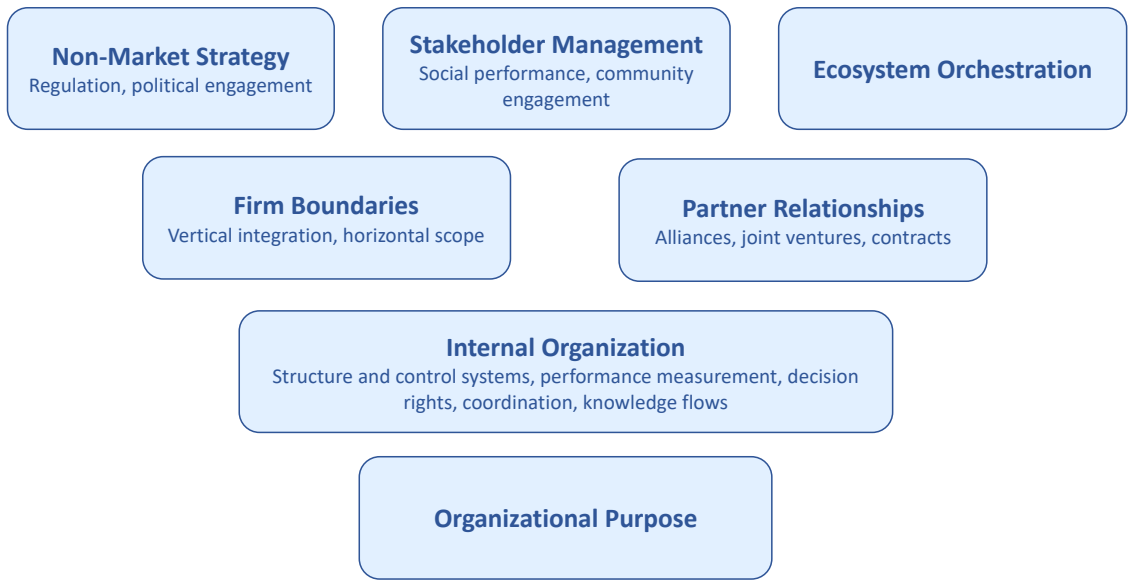 Non-Market Strategy
Regulation, political engagement
Stakeholder Management
Social performance, community
engagement
Ecosystem Orchestration
Firm Boundaries
Vertical integration, horizontal scope
Partner Relationships
Alliances, joint ventures, contracts
Internal Organization
Structure and control systems, performance measurement, decision
rights, coordination, knowledge flows
Organizational Purpose